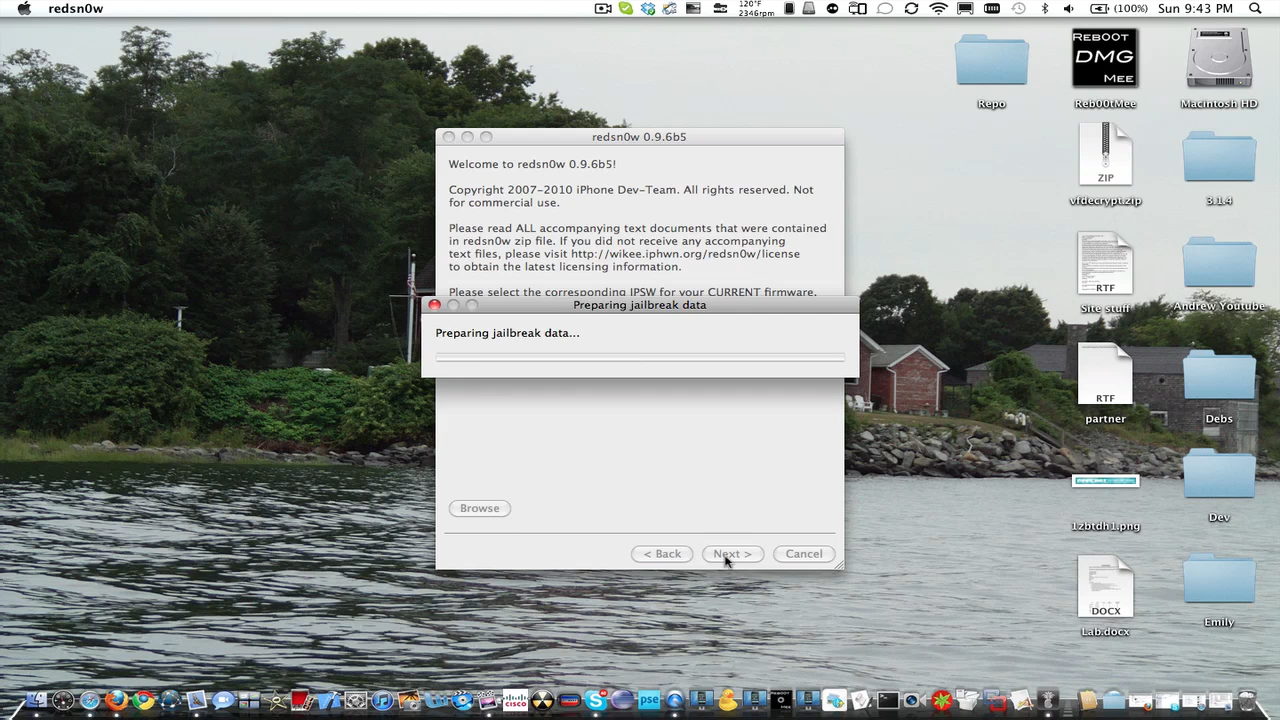 redsn0w
120°F
2346rpm
(100%)
Sun 9:43 PM
REBOOT
DMG
MEE
Repo
Reb00tMee
Macintosh HD
redsn0w 0.9.6b5
Welcome to redsn0w 0.9.6b5!
Copyright 2007-2010 iPhone Dev-Team. All rights reserved. Not
for commercial use.
Please read ALL accompanying text documents that were contained
in redsn0w zip file. If you did not receive any accompanying
text files, please visit http://wikee.iphwn.org/redsn0w/license
to obtain the latest licensing information.
Please select the corresponding IPSW for your CURRENT firmware
Preparing jailbreak data
Preparing jailbreak data...
Browse
< Back
Next >
Cancel
ZIP
vfdecrypt.zip
3.1.4
RTF
Site stuff
Andrew Youtube
RTF
partner
Debs
1zbtdh1.png
Dev
DOCX
Lab.docx
Emily
CISCO
pse